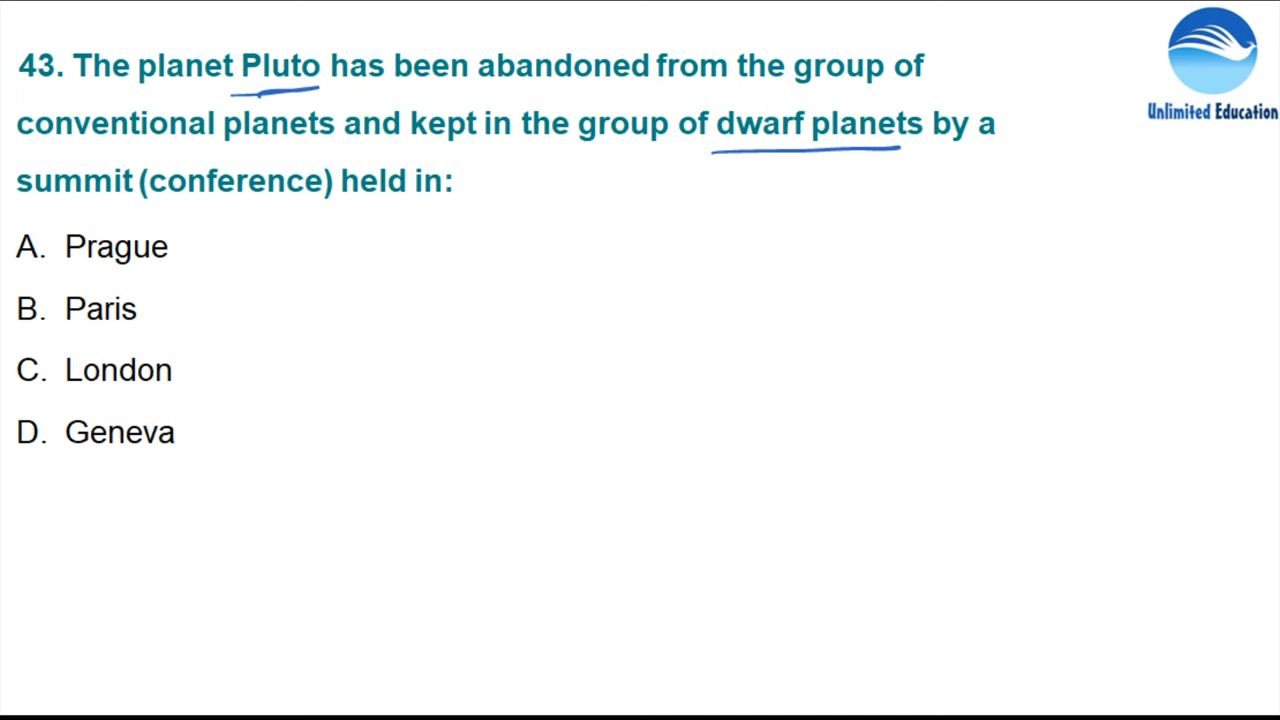 43. The planet Pluto has been abandoned from the group of
conventional planets and kept in the group of dwarf planets by a
summit (conference) held in:
A. Prague
B. Paris
C. London
D. Geneva
Unlimited Education